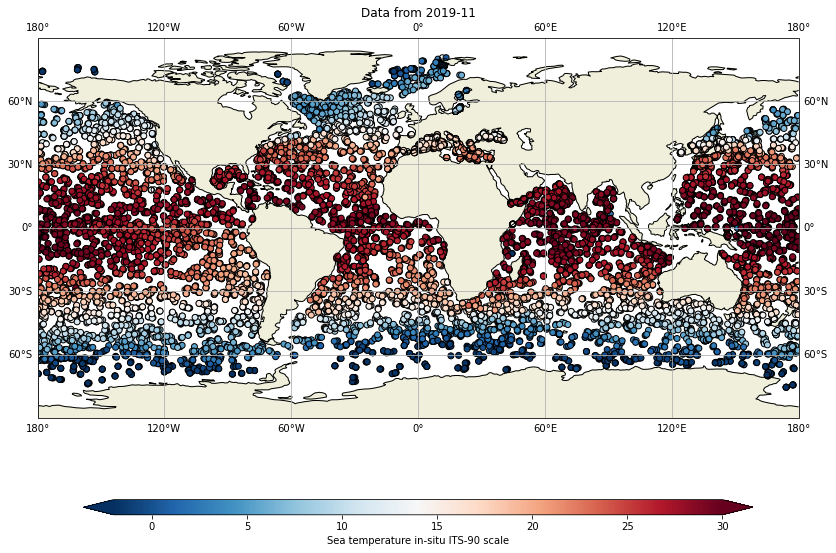 Data from 2019-11
180° 120°W 60°W 0° 60°E 120°E 180°
60°N 60°N
30°N 30°N
0° 0°
30°S 30°S
60°S 60°S
180° 120°W 60°W 0° 60°E 120°E 180°
0 5 10 15 20 25 30
Sea temperature in-situ ITS-90 scale